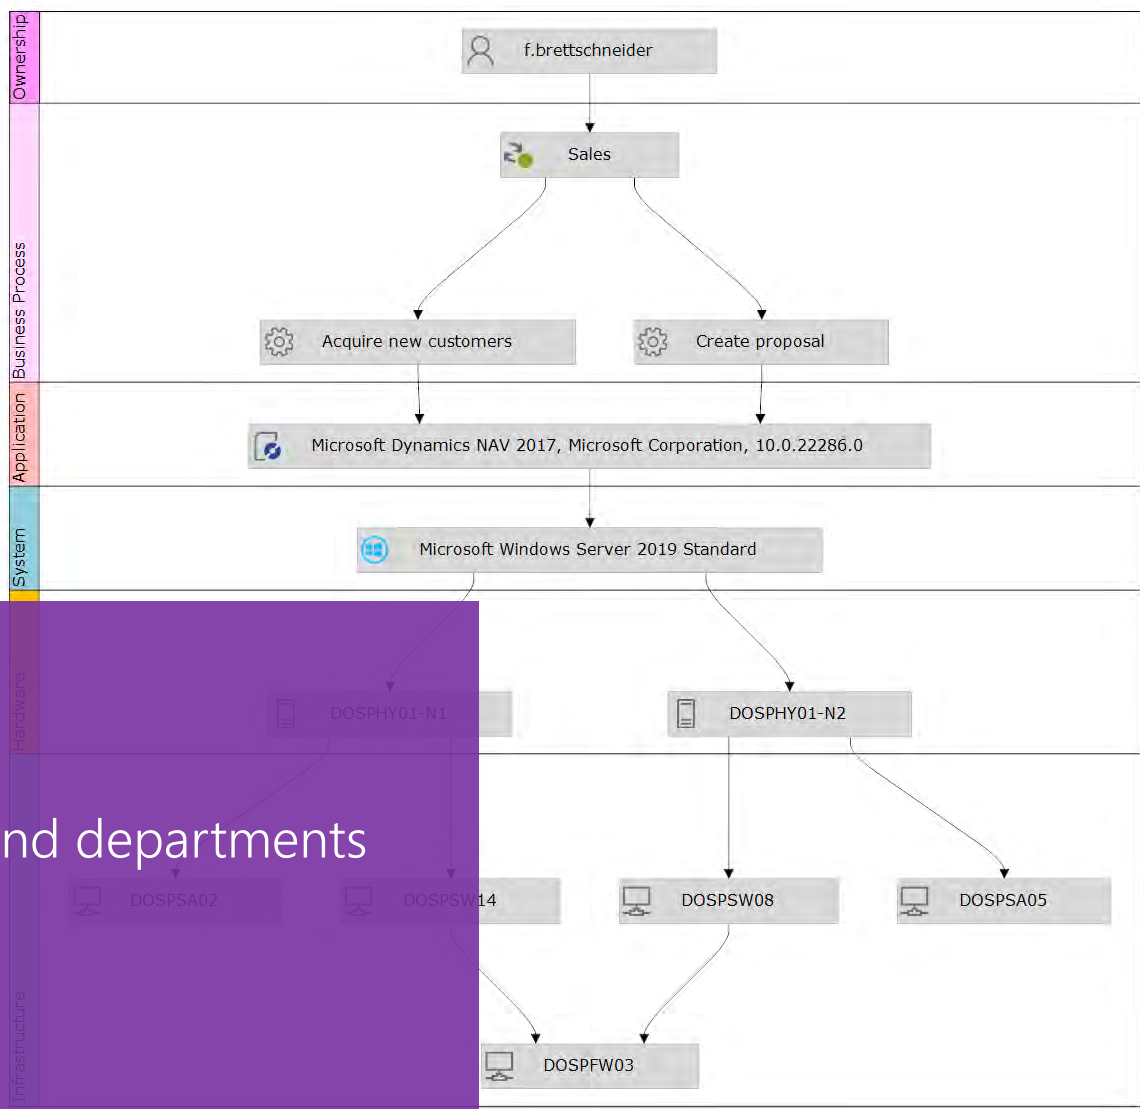 Ownership
f.brettschneider
Business Process
Sales
Acquire new customers
Create proposal
Application
Microsoft Dynamics NAV 2017, Microsoft Corporation, 10.0.22286.0
System
Microsoft Windows Server 2019 Standard
Hardware
DOSPHY01-N1
DOSPHY01-N2
nd departments
Infrastructure
DOSPSA02
DOSPSW14
DOSPSW08
DOSPSA05
DOSPFW03